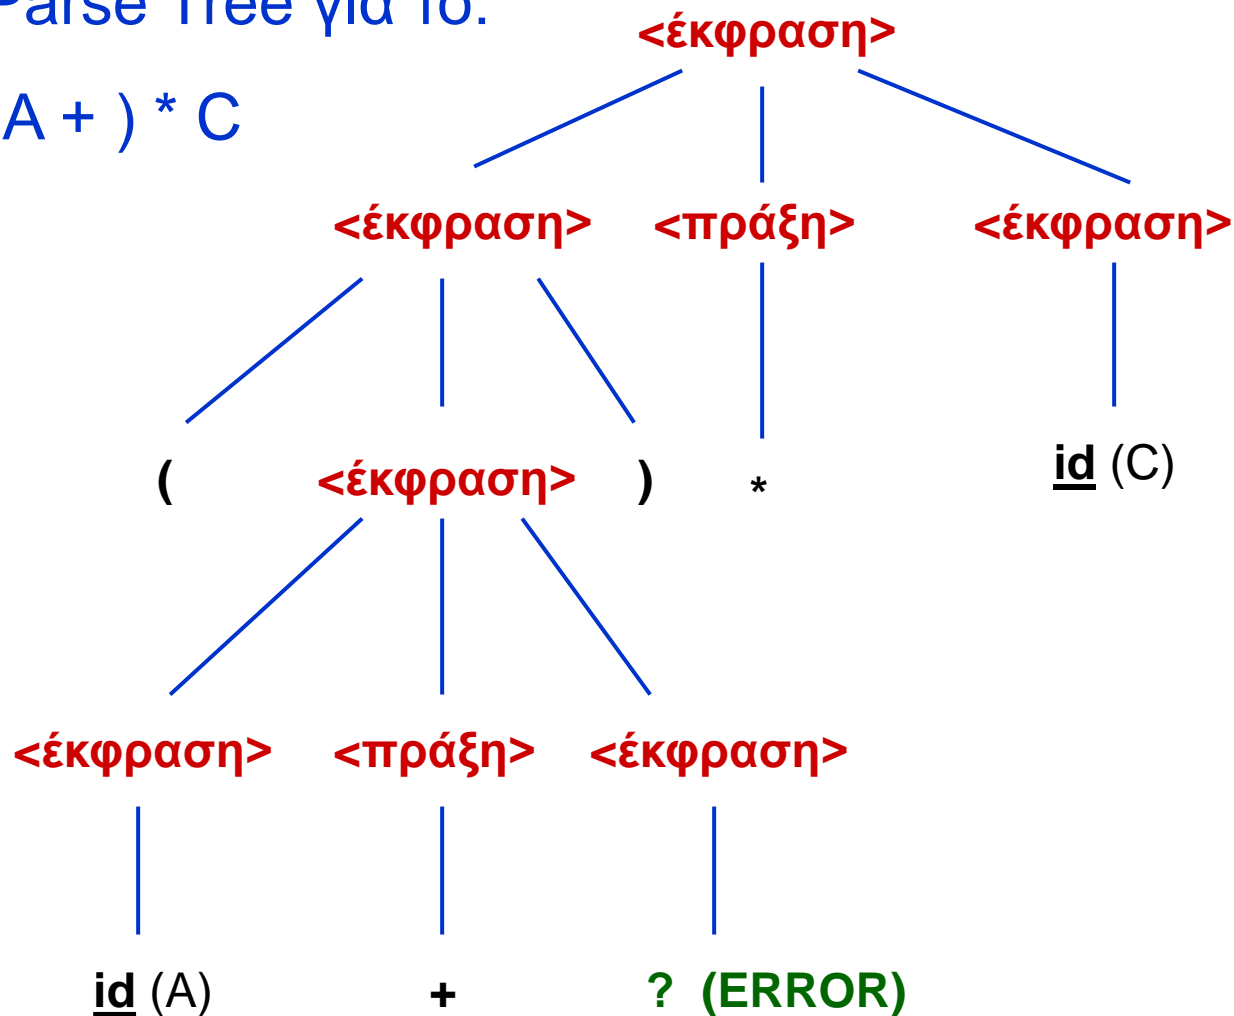 Parse Tree για το:
A + ) * C
<έκφραση>
<έκφραση> <πράξη> <έκφραση>
( <έκφραση> ) * id (C)
<έκφραση> <πράξη> <έκφραση>
id (A) + ? (ERROR)